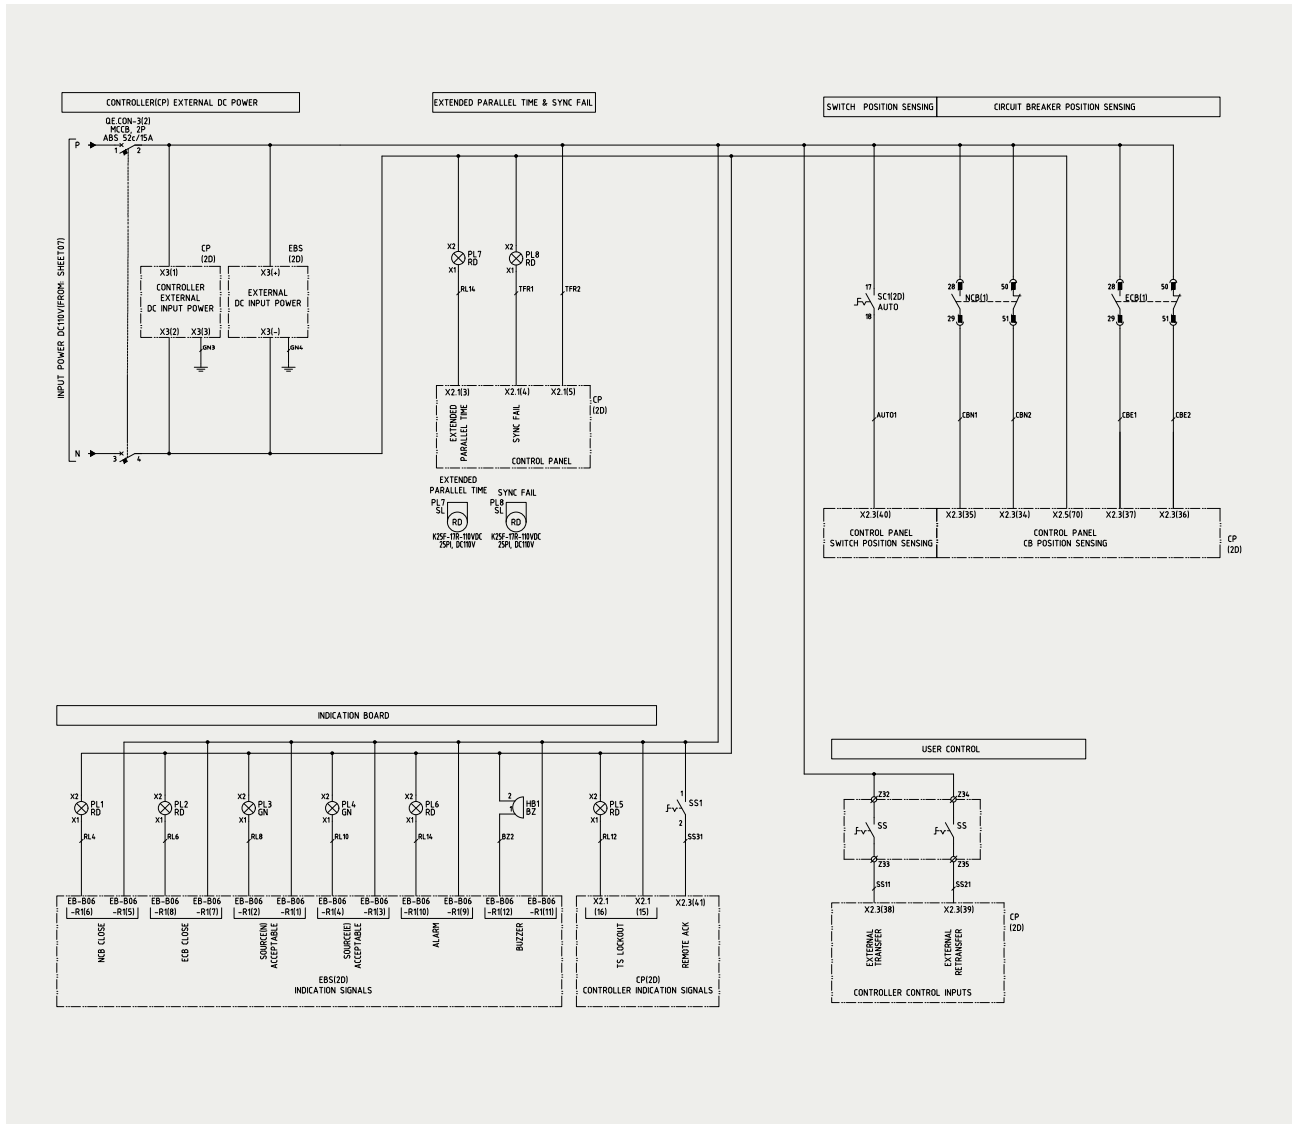 CONTROLLER(CP) EXTERNAL DC POWER
EXTENDED PARALLEL TIME & SYNC FAIL
SWITCH POSITION SENSING
CIRCUIT BREAKER POSITION SENSING
QE.CON-3(2)
MCCB, 2P
ABS 52c/15A
P
1
2
INPUT POWER DC110V(FROM: SHEET07)
N
3
4
CP
(2D)
X3(1)
CONTROLLER
EXTERNAL
DC INPUT POWER
X3(2)
X3(3)
GN3
EBS
(2D)
X3(+)
EXTERNAL
DC INPUT POWER
X3(-)
GN4
X2
PL7
RD
X1
RL14
X2
PL8
RD
X1
TFR1
TFR2
X2.1(3)
X2.1(4)
X2.1(5)
EXTENDED
PARALLEL TIME
SYNC FAIL
CONTROL PANEL
CP
(2D)
EXTENDED
PARALLEL TIME
PL7
SL
RD
K2SF-17R-110VDC
25PI, DC110V
SYNC FAIL
PL8
SL
RD
K2SF-17R-110VDC
25PI, DC110V
17
SC1(2D)
AUTO
18
AUTO1
28
NCB(1)
29
CBN1
50
51
CBN2
28
ECB(1)
29
CBE1
50
51
CBE2
X2.3(40)
X2.3(35)
X2.3(34)
X2.5(70)
X2.3(37)
X2.3(36)
CONTROL PANEL
SWITCH POSITION SENSING
CONTROL PANEL
CB POSITION SENSING
CP
(2D)
INDICATION BOARD
X2
PL1
RD
X1
RL4
X2
PL2
RD
X1
RL6
X2
PL3
GN
X1
RL8
X2
PL4
GN
X1
RL10
X2
PL6
RD
X1
RL14
2
HB1
1
BZ
BZ2
X2
PL5
RD
X1
RL12
1
SS1
2
SS31
EB-B06
-R1(6)
EB-B06
-R1(5)
EB-B06
-R1(8)
EB-B06
-R1(7)
EB-B06
-R1(2)
EB-B06
-R1(1)
EB-B06
-R1(4)
EB-B06
-R1(3)
EB-B06
-R1(10)
EB-B06
-R1(9)
EB-B06
-R1(12)
EB-B06
-R1(11)
X2.1
(16)
X2.1
(15)
X2.3(41)
NCB CLOSE
ECB CLOSE
SOURCE(N)
ACCEPTABLE
SOURCE(E)
ACCEPTABLE
ALARM
BUZZER
TS LOCKOUT
REMOTE ACK
EBS(2D)
INDICATION SIGNALS
CP(2D)
CONTROLLER INDICATION SIGNALS
USER CONTROL
Z32
Z34
SS
SS
Z33
Z35
SS11
SS21
X2.3(38)
X2.3(39)
CP
(2D)
EXTERNAL
TRANSFER
EXTERNAL
RETRANSFER
CONTROLLER CONTROL INPUTS